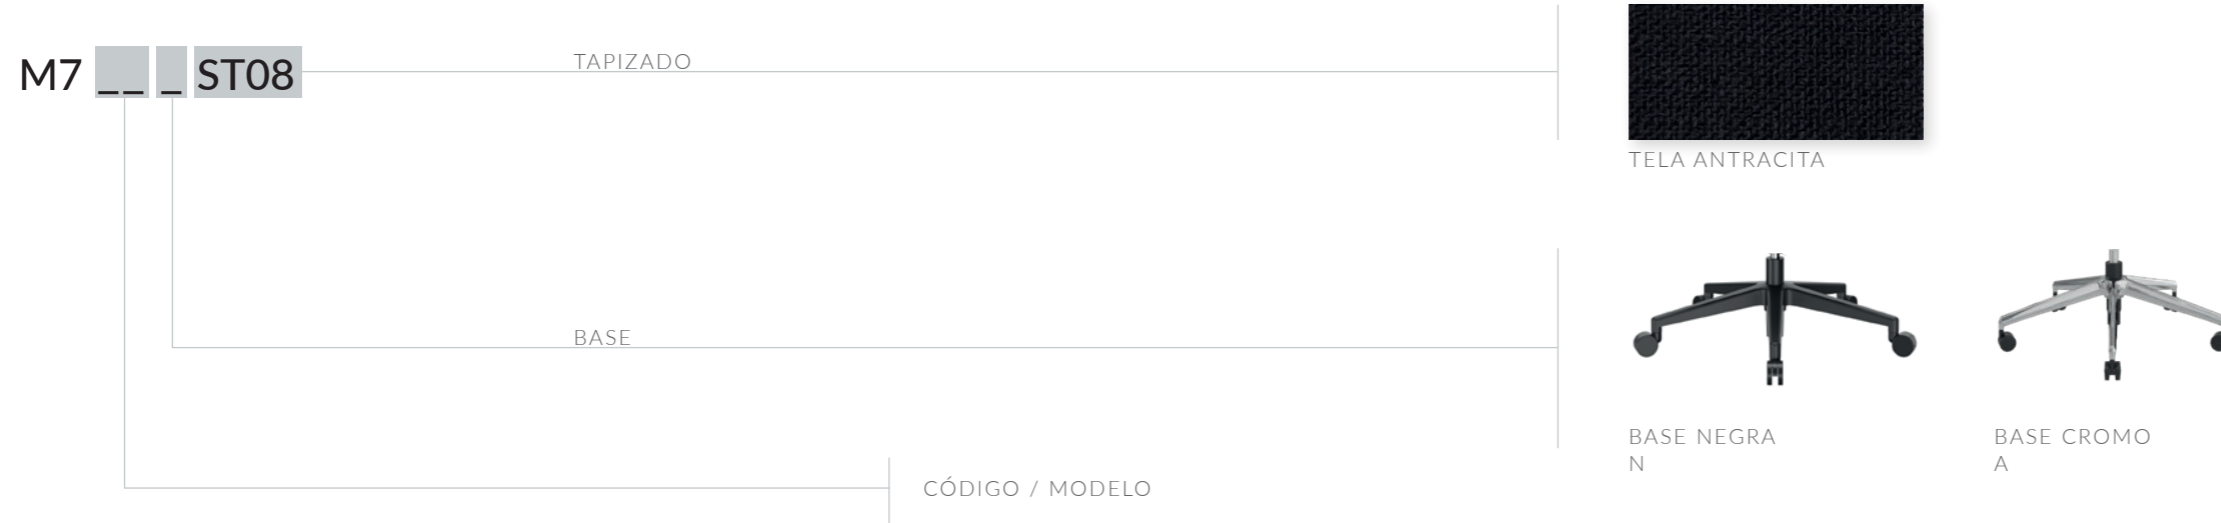 M7 __ _ ST08
TAPIZADO
TELA ANTRACITA
BASE
BASE NEGRA
N
BASE CROMO
A
CÓDIGO / MODELO